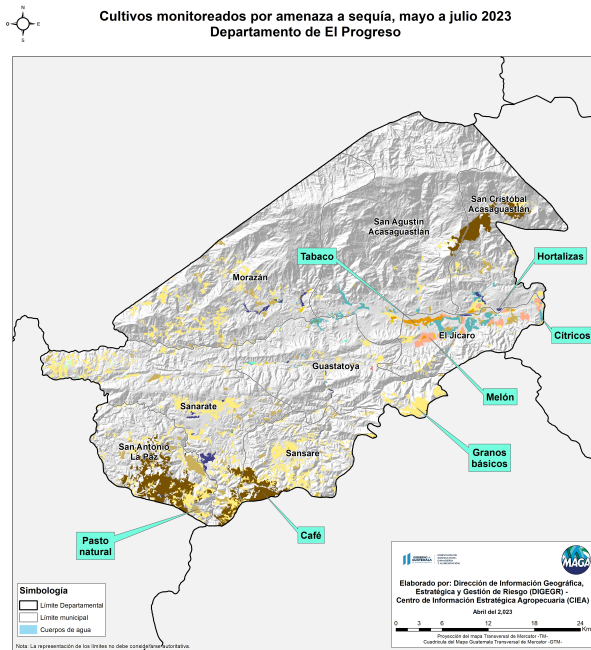 Cultivos monitoreados por amenaza a sequía, mayo a julio 2023
Departamento de El Progreso
N
O
E
S
San Cristóbal
Acasaguastlán
San Agustín
Acasaguastlán
Tabaco
Hortalizas
Morazán
Cítricos
El Jícaro
Guastatoya
Melón
Sanarate
San Antonio
La Paz
Sansare
Granos
básicos
Café
Pasto
natural
Simbología
Límite Departamental
Límite municipal
Cuerpos de agua
GUATEMALA
MAGA
Elaborado por: Dirección de Información Geográfica,
Estratégica y Gestión de Riesgo (DIGEGR) -
Centro de Información Estratégica Agropecuaria (CIEA)
Abril del 2,023
0 3 6 12 18 24
Km
Proyección del mapa Transversal de Mercator -TM-
Cuadrícula del Mapa Guatemala Transversal de Mercator -GTM-
Nota: La representación de los límites no debe considerarse autoritativa.